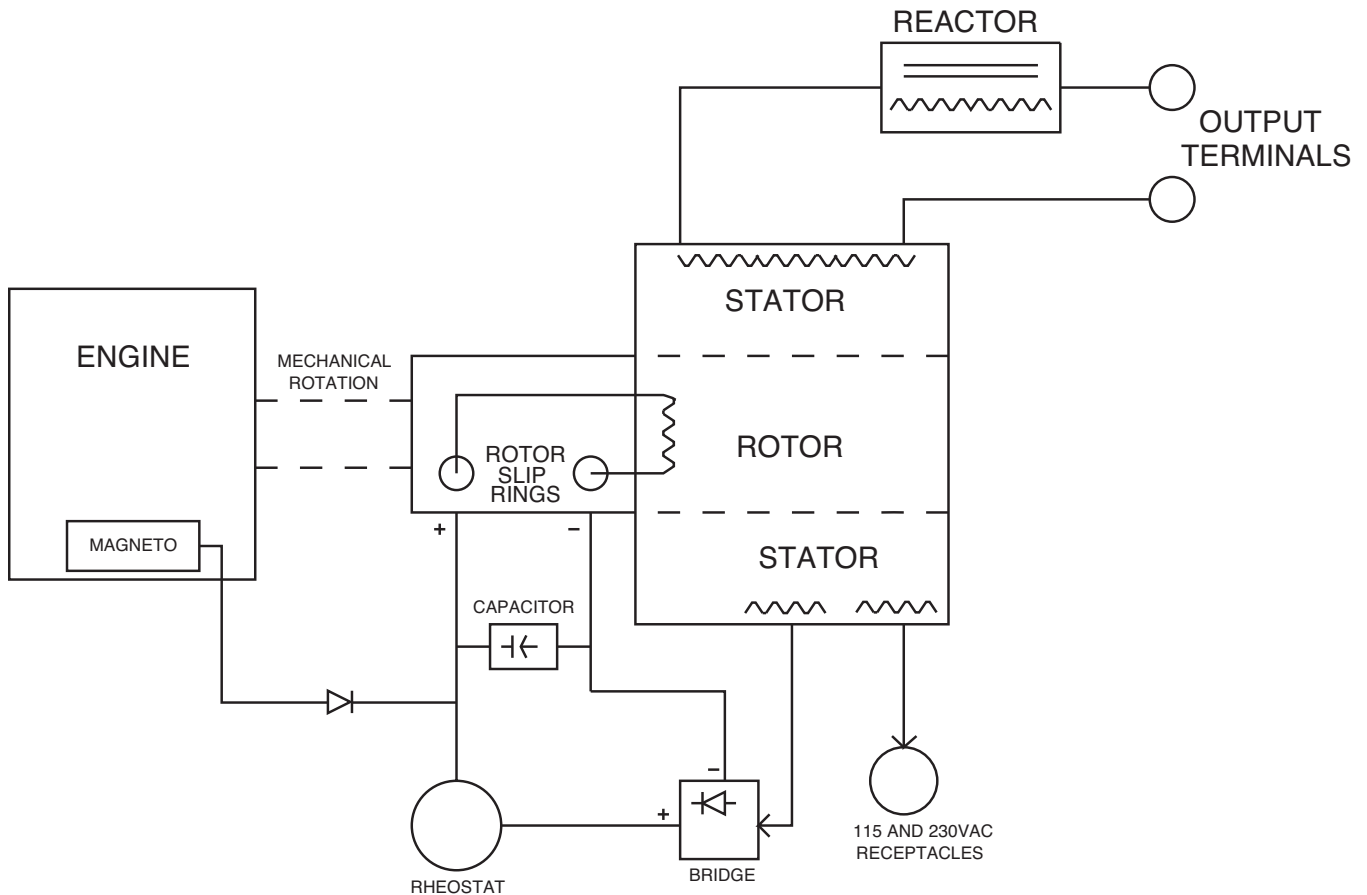 REACTOR
OUTPUT
TERMINALS
STATOR
ENGINE
MECHANICAL
ROTATION
ROTOR
SLIP
RINGS
ROTOR
+
−
MAGNETO
STATOR
CAPACITOR
−
+
115 AND 230VAC
RECEPTACLES
BRIDGE
RHEOSTAT